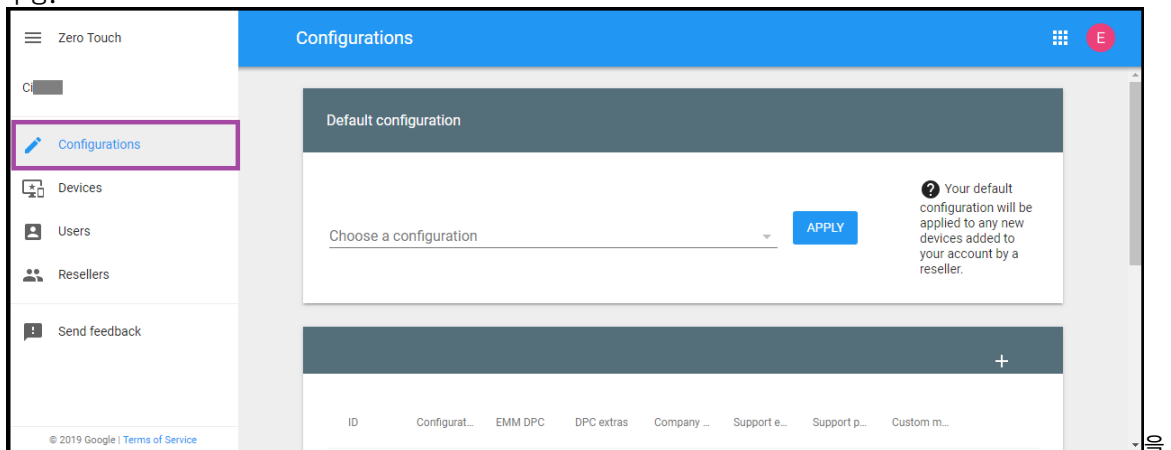 Zero Touch
Configurations
E
Ci
Configurations
Devices
Users
Resellers
Send feedback
© 2019 Google | Terms of Service
Default configuration
Choose a configuration
APPLY
? Your default
configuration will be
applied to any new
devices added to
your account by a
reseller.
+
ID Configurat... EMM DPC DPC extras Company ... Support e... Support p... Custom m...
을